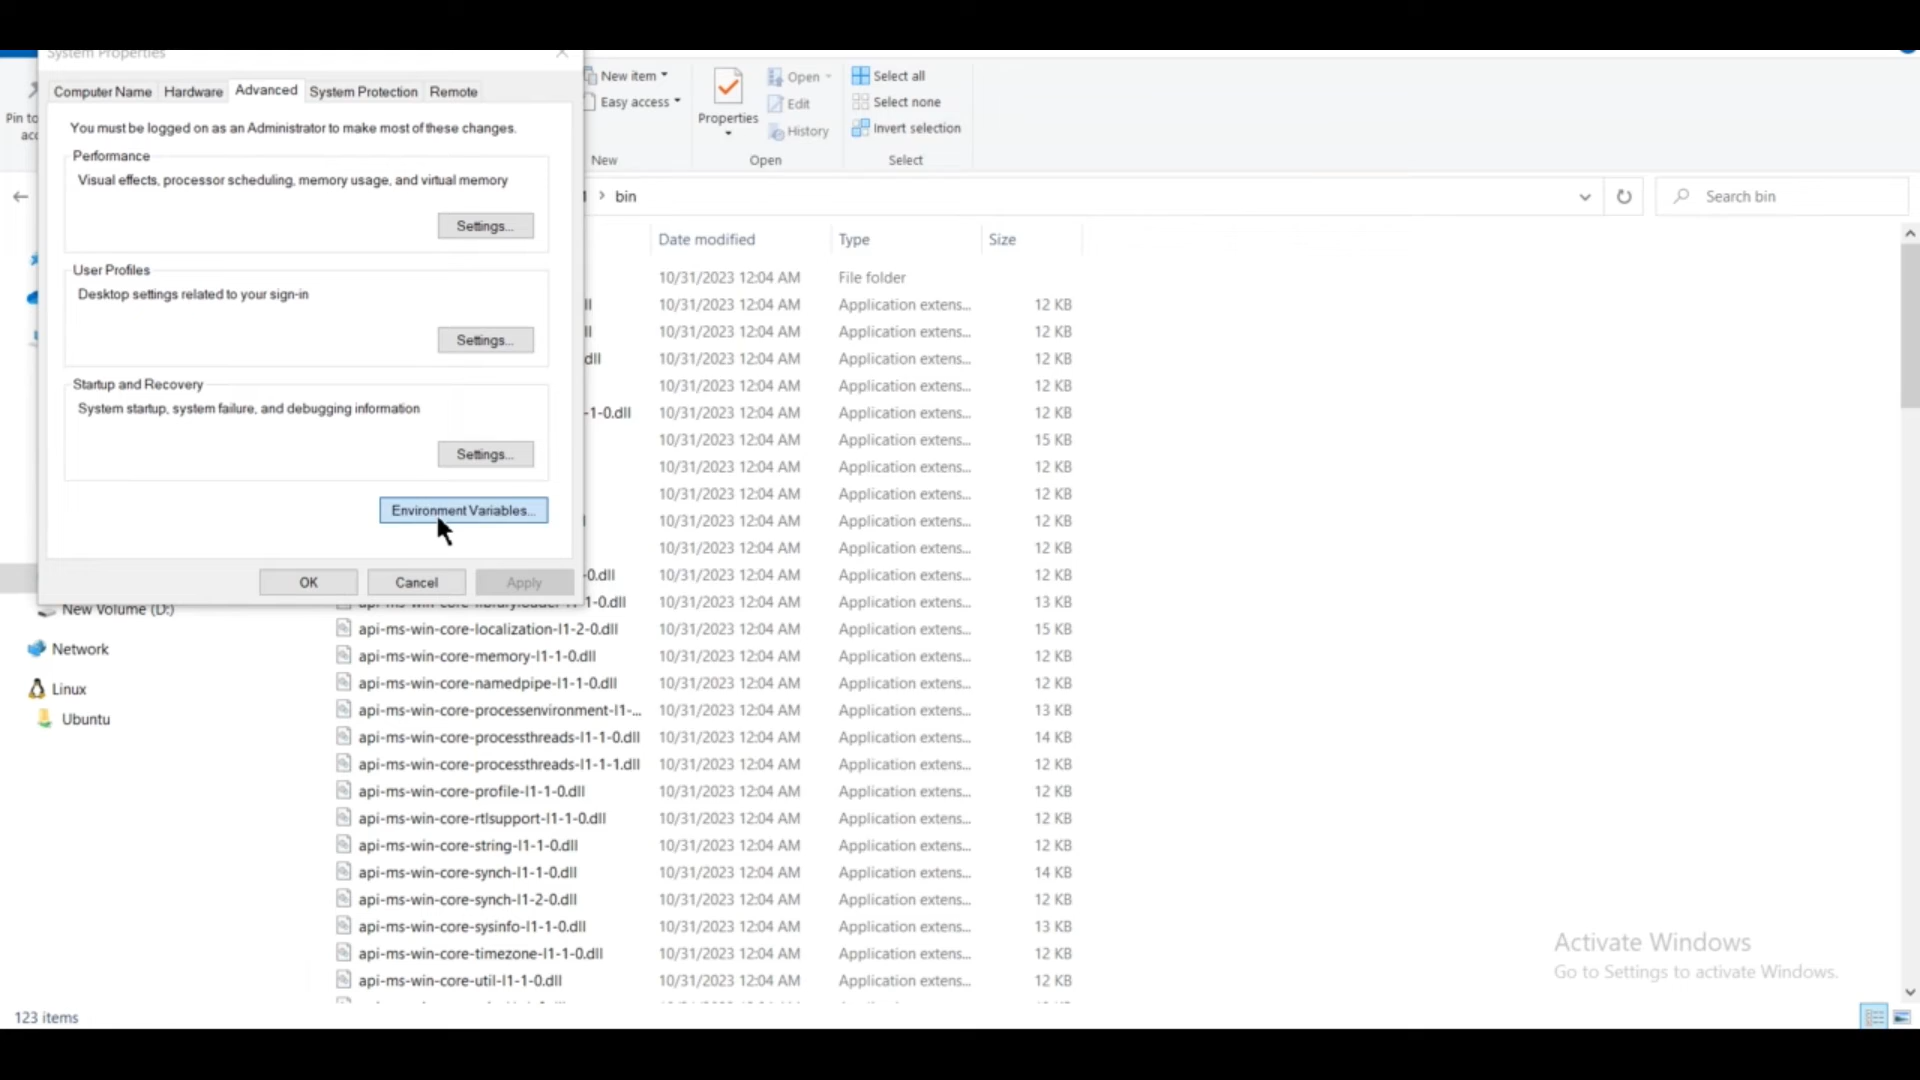 System Properties
Computer Name Hardware Advanced System Protection Remote
You must be logged on as an Administrator to make most of these changes.
Performance
Visual effects, processor scheduling, memory usage, and virtual memory
Settings...
User Profiles
Desktop settings related to your sign-in
Settings...
Startup and Recovery
System startup, system failure, and debugging information
Settings...
Environment Variables...
OK Cancel Apply
Pin to
New item
Easy access
New
Properties
Open
Edit
History
Open
Select all
Select none
Invert selection
Select
bin
Search bin
Date modified Type Size
10/31/2023 12:04 AM File folder
ll 10/31/2023 12:04 AM Application extens... 12 KB
ll 10/31/2023 12:04 AM Application extens... 12 KB
dll 10/31/2023 12:04 AM Application extens... 12 KB
10/31/2023 12:04 AM Application extens... 12 KB
-1-0.dll 10/31/2023 12:04 AM Application extens... 12 KB
10/31/2023 12:04 AM Application extens... 15 KB
10/31/2023 12:04 AM Application extens... 12 KB
10/31/2023 12:04 AM Application extens... 12 KB
10/31/2023 12:04 AM Application extens... 12 KB
10/31/2023 12:04 AM Application extens... 12 KB
-0.dll 10/31/2023 12:04 AM Application extens... 12 KB
api-ms-win-core-libraryloader-l1-1-0.dll 10/31/2023 12:04 AM Application extens... 13 KB
api-ms-win-core-localization-l1-2-0.dll 10/31/2023 12:04 AM Application extens... 15 KB
api-ms-win-core-memory-l1-1-0.dll 10/31/2023 12:04 AM Application extens... 12 KB
api-ms-win-core-namedpipe-l1-1-0.dll 10/31/2023 12:04 AM Application extens... 12 KB
api-ms-win-core-processenvironment-l1-... 10/31/2023 12:04 AM Application extens... 13 KB
api-ms-win-core-processthreads-l1-1-0.dll 10/31/2023 12:04 AM Application extens... 14 KB
api-ms-win-core-processthreads-l1-1-1.dll 10/31/2023 12:04 AM Application extens... 12 KB
api-ms-win-core-profile-l1-1-0.dll 10/31/2023 12:04 AM Application extens... 12 KB
api-ms-win-core-rtlsupport-l1-1-0.dll 10/31/2023 12:04 AM Application extens... 12 KB
api-ms-win-core-string-l1-1-0.dll 10/31/2023 12:04 AM Application extens... 12 KB
api-ms-win-core-synch-l1-1-0.dll 10/31/2023 12:04 AM Application extens... 14 KB
api-ms-win-core-synch-l1-2-0.dll 10/31/2023 12:04 AM Application extens... 12 KB
api-ms-win-core-sysinfo-l1-1-0.dll 10/31/2023 12:04 AM Application extens... 13 KB
api-ms-win-core-timezone-l1-1-0.dll 10/31/2023 12:04 AM Application extens... 12 KB
api-ms-win-core-util-l1-1-0.dll 10/31/2023 12:04 AM Application extens... 12 KB
New Volume (D:)
Network
Linux
Ubuntu
Activate Windows
Go to Settings to activate Windows.
123 items